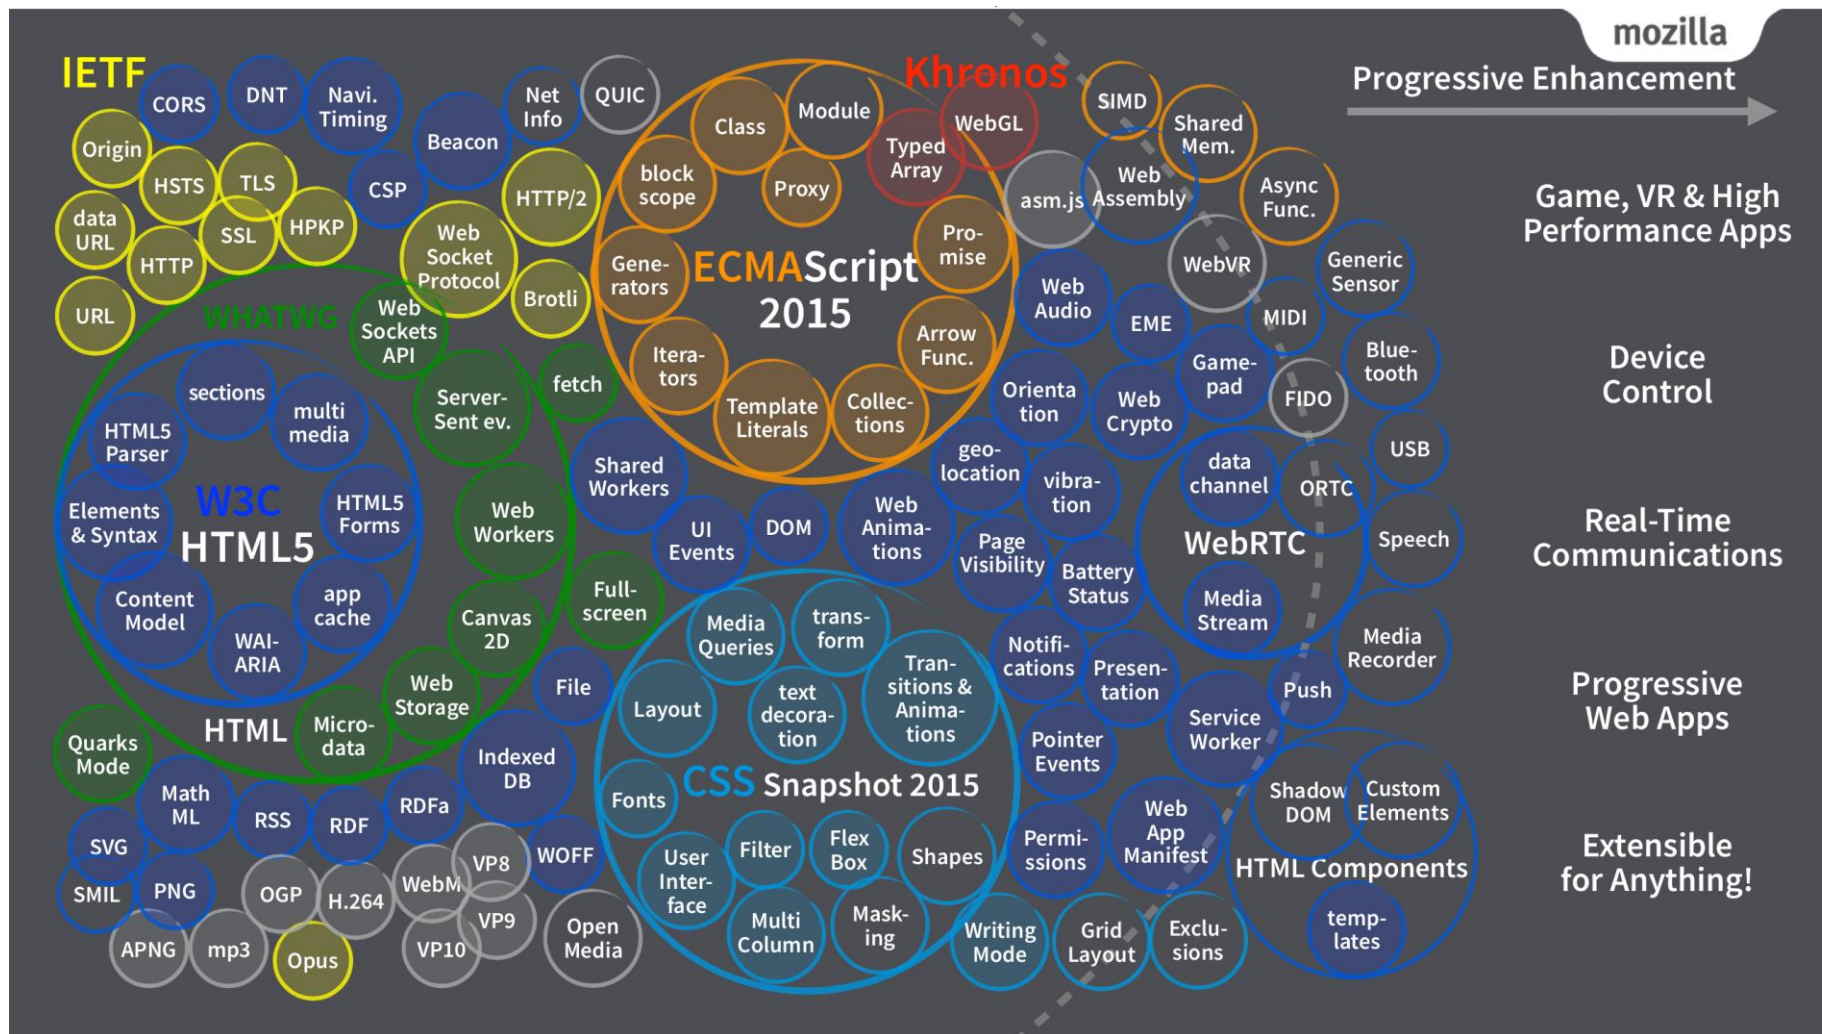 mozilla
Progressive Enhancement
IETF
CORS
DNT
Navi.
Timing
Beacon
Net
Info
QUIC
Origin
HSTS
TLS
CSP
HTTP/2
data
URL
HTTP
SSL
HPKP
Web
Socket
Protocol
Brotli
URL
Khronos
WebGL
Typed
Array
Class
Module
block
scope
Proxy
Gene-
rators
ECMAScript
2015
Pro-
mise
Itera-
tors
Arrow
Func.
Template
Literals
Collec-
tions
SIMD
Shared
Mem.
asm.js
Web
Assembly
Async
Func.
WebVR
Generic
Sensor
Game, VR & High
Performance Apps
Web
Audio
EME
MIDI
Game-
pad
Blue-
tooth
FIDO
Orienta
tion
Web
Crypto
USB
Device
Control
WHATWG
Web
Sockets
API
Server-
Sent ev.
fetch
sections
multi
media
HTML5
Parser
W3C
HTML5
Elements
& Syntax
HTML5
Forms
Content
Model
WAI-
ARIA
app
cache
Web
Workers
Canvas
2D
Web
Storage
Micro-
data
HTML
Quarks
Mode
Full-
screen
Shared
Workers
UI
Events
DOM
Web
Anima-
tions
geo-
location
vibra-
tion
Page
Visibility
Battery
Status
data
channel
ORTC
WebRTC
Media
Stream
Speech
Real-Time
Communications
Media
Recorder
Notifi-
cations
Presen-
tation
Push
Service
Worker
Pointer
Events
Progressive
Web Apps
File
Indexed
DB
Media
Queries
trans-
form
Tran-
sitions &
Anima-
tions
Layout
text
decora-
tion
CSS Snapshot 2015
Fonts
Filter
Flex
Box
Shapes
User
Inter-
face
Multi
Column
Mask-
ing
Writing
Mode
Grid
Layout
Exclu-
sions
Permi-
ssions
Web
App
Manifest
Shadow
DOM
Custom
Elements
HTML Components
temp-
lates
Extensible
for Anything!
Math
ML
RSS
RDF
RDFa
SVG
SMIL
PNG
OGP
H.264
WebM
VP8
VP9
VP10
WOFF
APNG
mp3
Opus
Open
Media